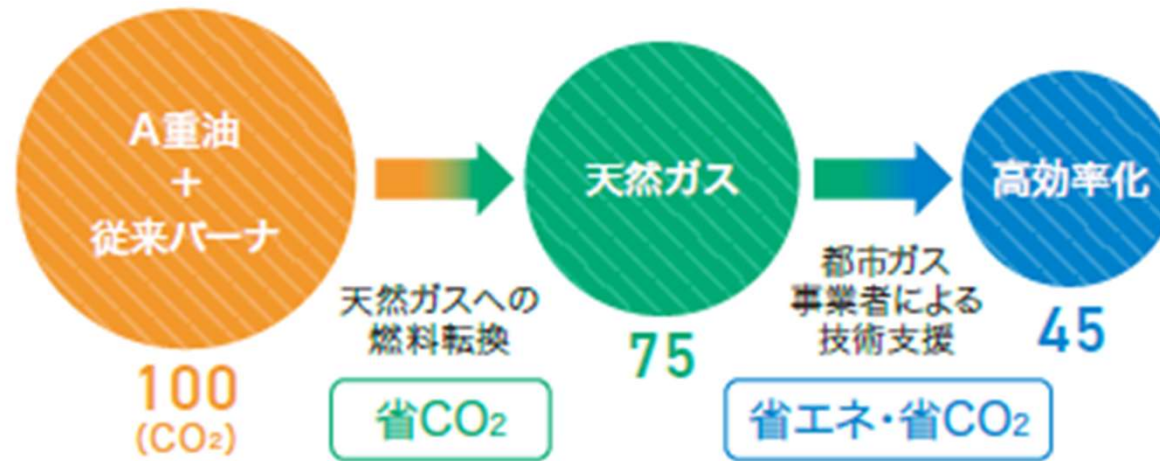 A重油
+
従来バーナ
100
(CO₂)
天然ガスへの
燃料転換
省CO₂
天然ガス
75
都市ガス
事業者による
技術支援
省エネ・省CO₂
高効率化
45